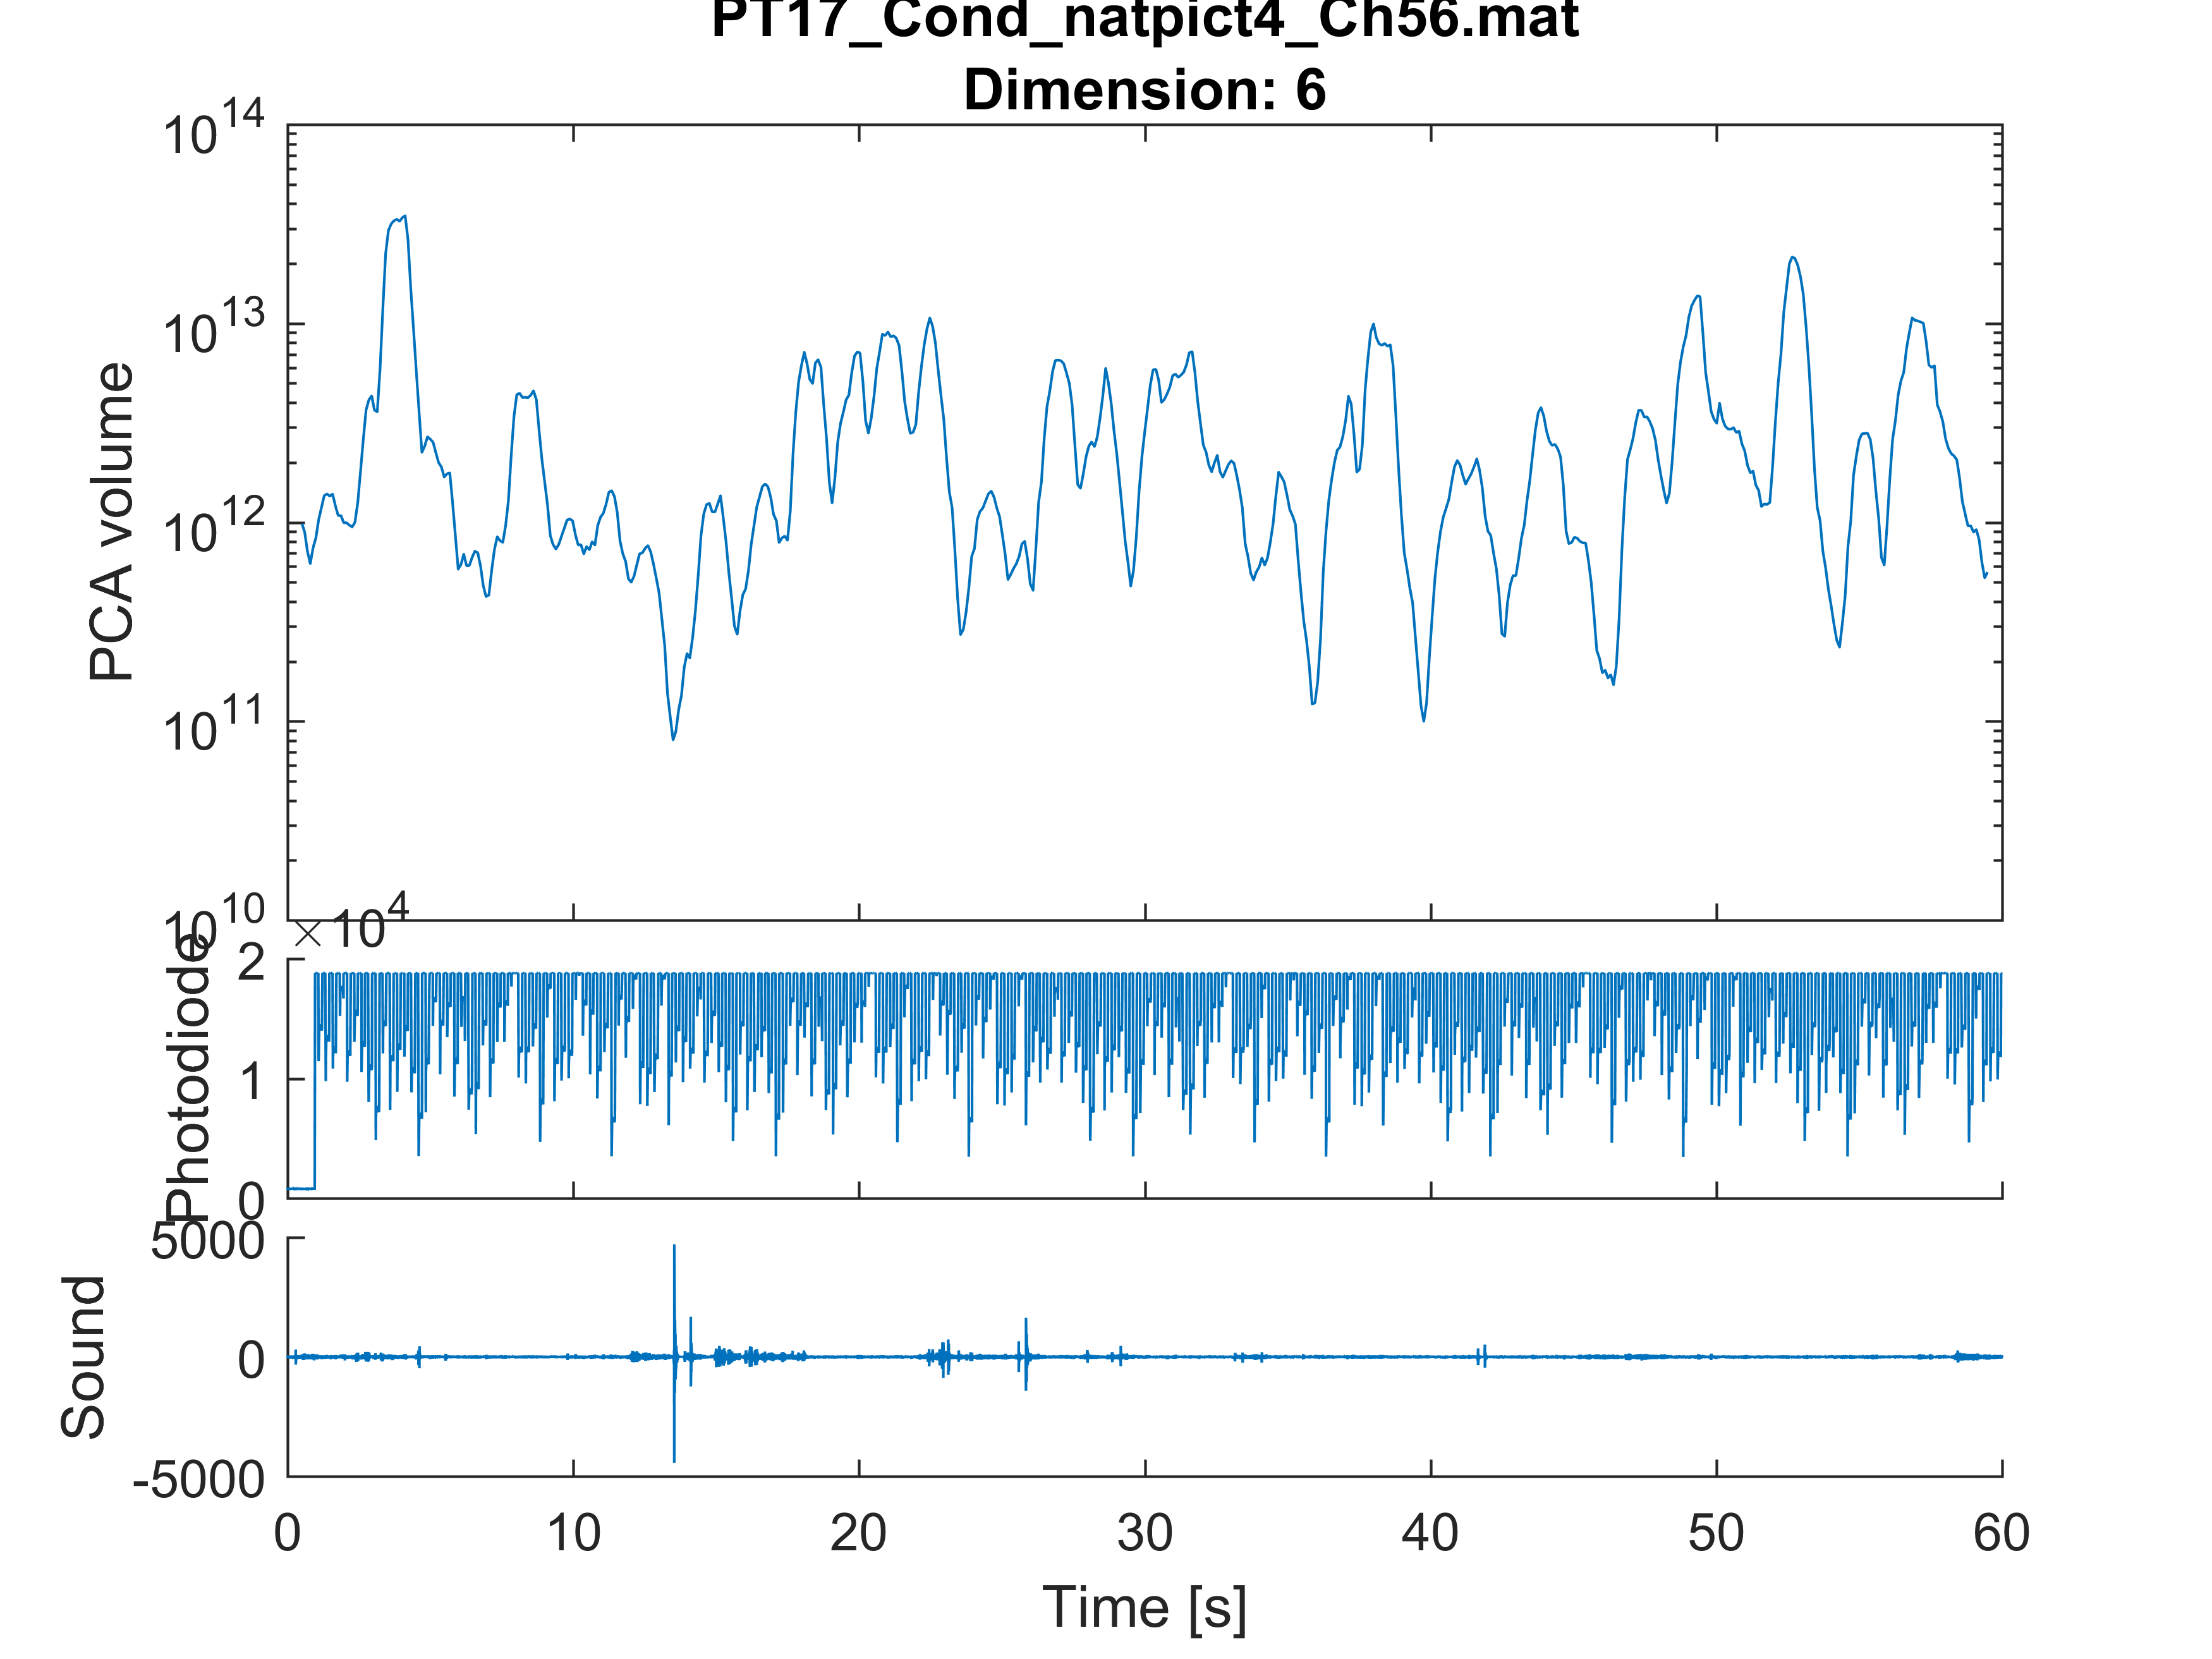 PT17_Cond_natpict4_Ch56.mat
Dimension: 6
10^14
10^13
10^12
10^11
10^10
PCA volume
×10^4
2
1
0
Photodiode
5000
0
-5000
Sound
0 10 20 30 40 50 60
Time [s]